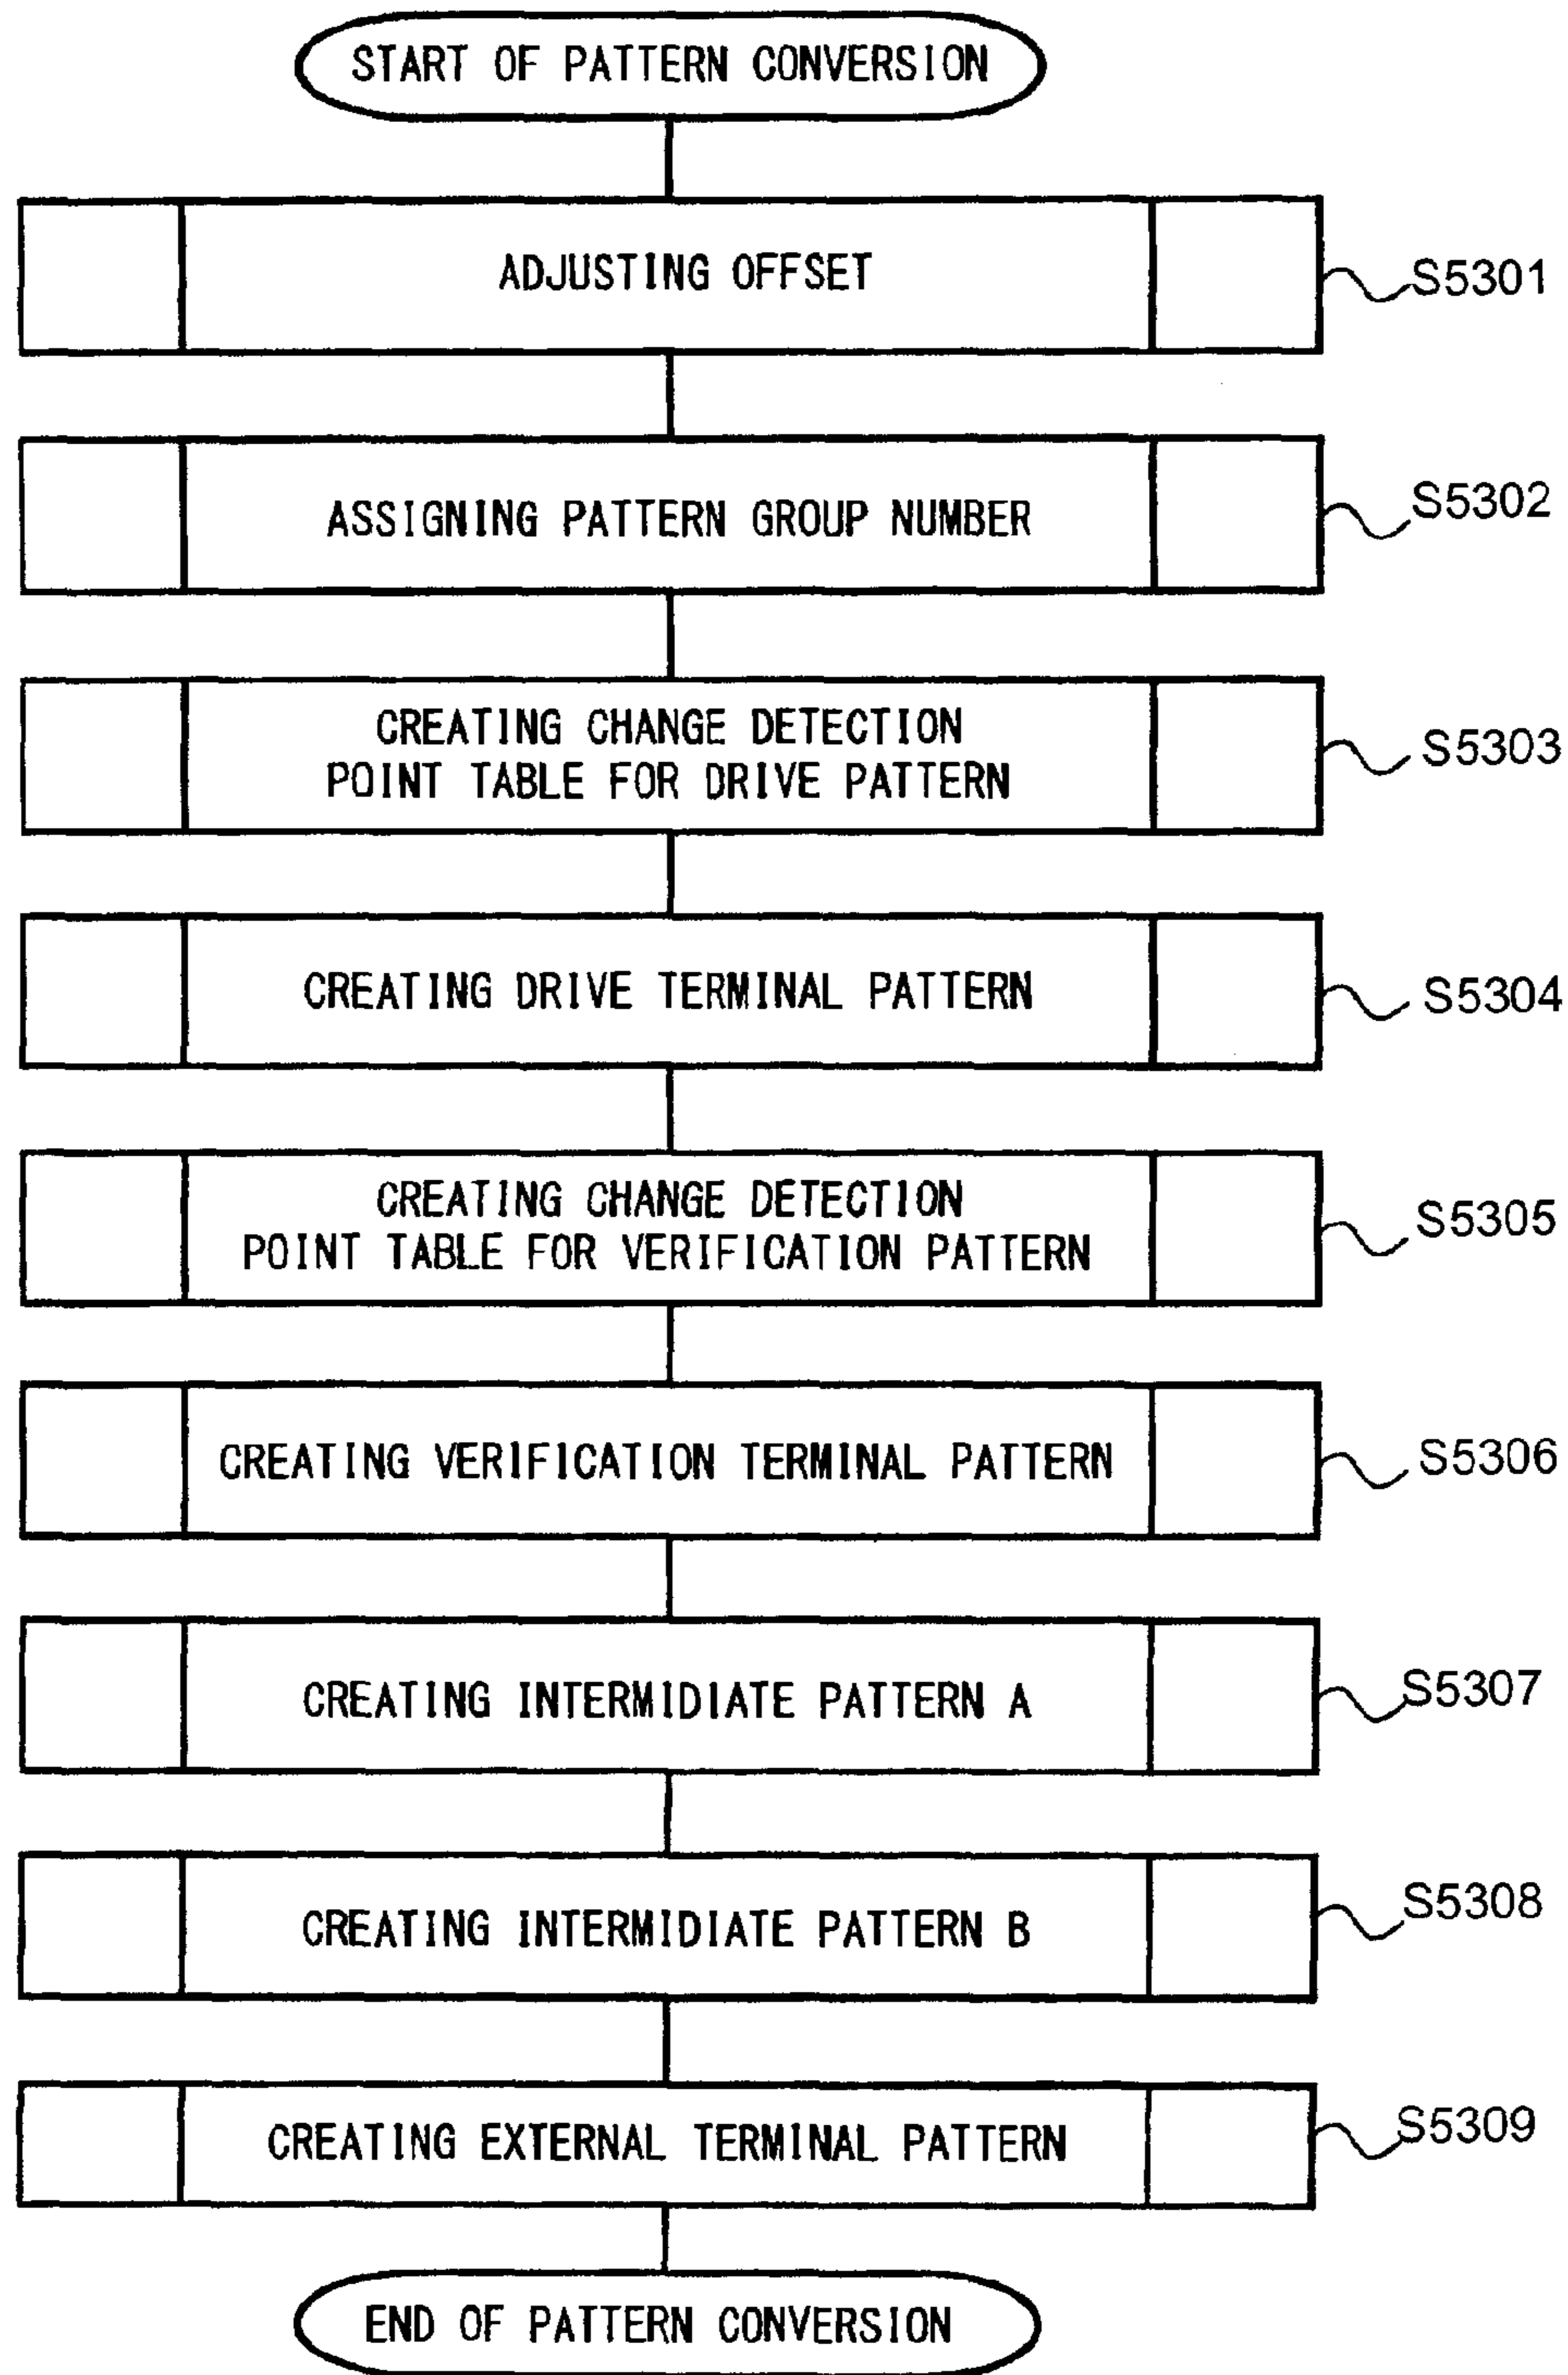 START OF PATTERN CONVERSION
ADJUSTING OFFSET
S5301
ASSIGNING PATTERN GROUP NUMBER
S5302
CREATING CHANGE DETECTION
POINT TABLE FOR DRIVE PATTERN
S5303
CREATING DRIVE TERMINAL PATTERN
S5304
CREATING CHANGE DETECTION
POINT TABLE FOR VERIFICATION PATTERN
S5305
CREATING VERIFICATION TERMINAL PATTERN
S5306
CREATING INTERMIDIATE PATTERN A
S5307
CREATING INTERMIDIATE PATTERN B
S5308
CREATING EXTERNAL TERMINAL PATTERN
S5309
END OF PATTERN CONVERSION